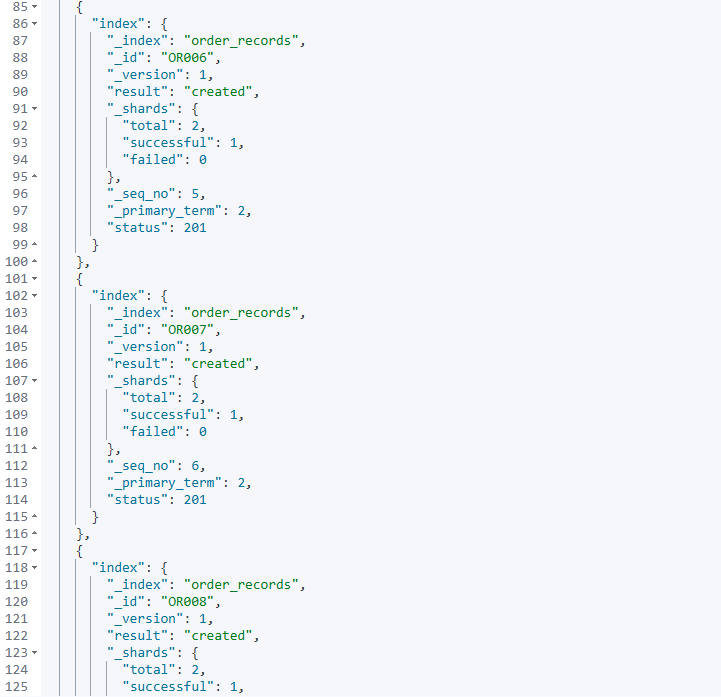 85 {
86 "index": {
87 "_index": "order_records",
88 "_id": "OR006",
89 "_version": 1,
90 "result": "created",
91 "_shards": {
92 "total": 2,
93 "successful": 1,
94 "failed": 0
95 },
96 "_seq_no": 5,
97 "_primary_term": 2,
98 "status": 201
99 }
100 },
101 {
102 "index": {
103 "_index": "order_records",
104 "_id": "OR007",
105 "_version": 1,
106 "result": "created",
107 "_shards": {
108 "total": 2,
109 "successful": 1,
110 "failed": 0
111 },
112 "_seq_no": 6,
113 "_primary_term": 2,
114 "status": 201
115 }
116 },
117 {
118 "index": {
119 "_index": "order_records",
120 "_id": "OR008",
121 "_version": 1,
122 "result": "created",
123 "_shards": {
124 "total": 2,
125 "successful": 1,